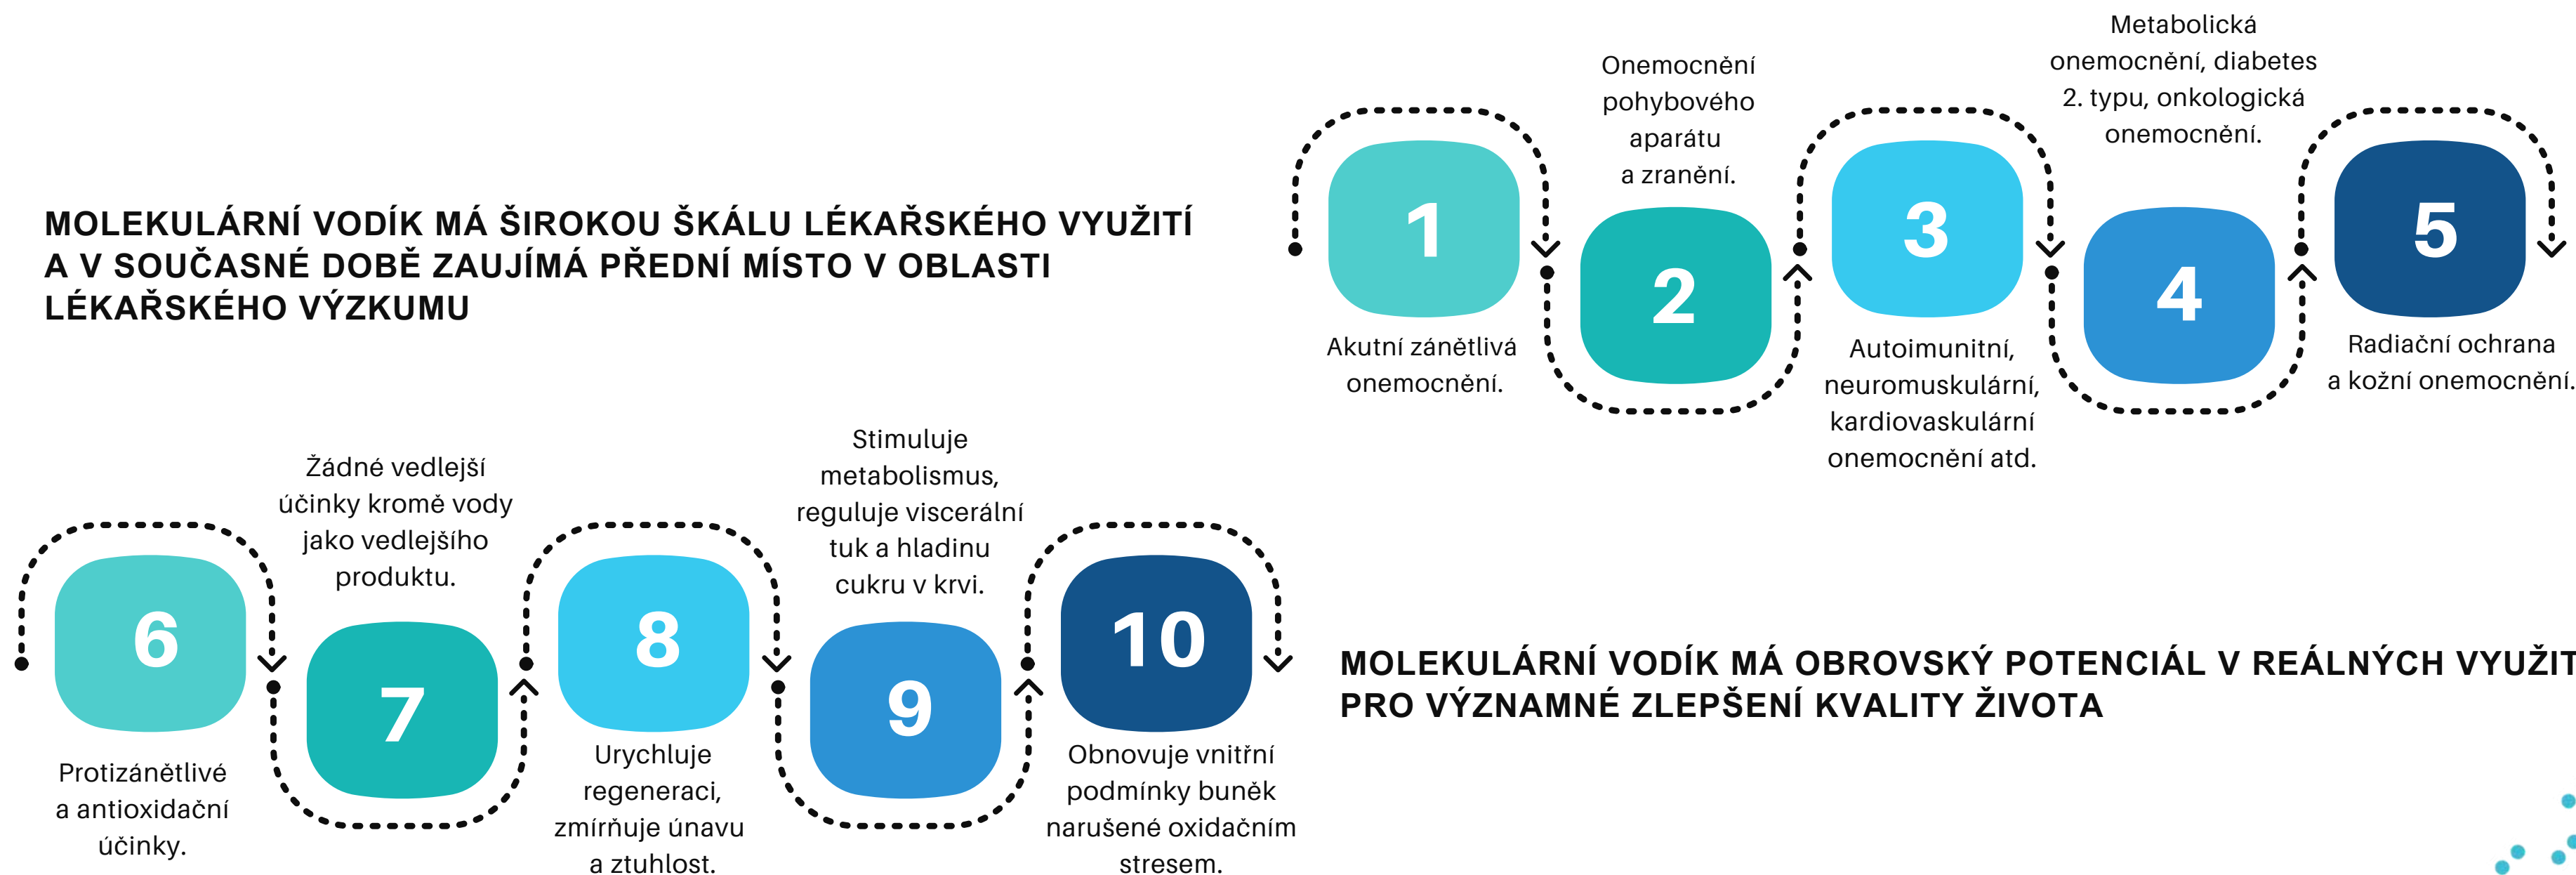 MOLEKULÁRNÍ VODÍK MÁ ŠIROKOU ŠKÁLU LÉKAŘSKÉHO VYUŽITÍ
A V SOUČASNÉ DOBĚ ZAUJÍMÁ PŘEDNÍ MÍSTO V OBLASTI
LÉKAŘSKÉHO VÝZKUMU
1
Akutní zánětlivá
onemocnění.
Onemocnění
pohybového
aparátu
a zranění.
2
3
Autoimunitní,
neuromuskulární,
kardiovaskulární
onemocnění atd.
Metabolická
onemocnění, diabetes
2. typu, onkologická
onemocnění.
4
5
Radiační ochrana
a kožní onemocnění.
6
Protizánětlivé
a antioxidační
účinky.
Žádné vedlejší
účinky kromě vody
jako vedlejšího
produktu.
7
8
Urychluje
regeneraci,
zmírňuje únavu
a ztuhlost.
Stimuluje
metabolismus,
reguluje viscerální
tuk a hladinu
cukru v krvi.
9
10
Obnovuje vnitřní
podmínky buněk
narušené oxidačním
stresem.
MOLEKULÁRNÍ VODÍK MÁ OBROVSKÝ POTENCIÁL V REÁLNÝCH
PRO VÝZNAMNÉ ZLEPŠENÍ KVALITY ŽIVOTA